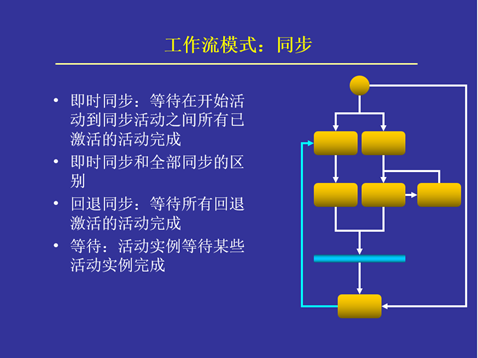 工作流模式：同步
• 即时同步：等待在开始活
动到同步活动之间所有已
激活的活动完成
• 即时同步和全部同步的区
别
• 回退同步：等待所有回退
激活的活动完成
• 等待：活动实例等待某些
活动实例完成